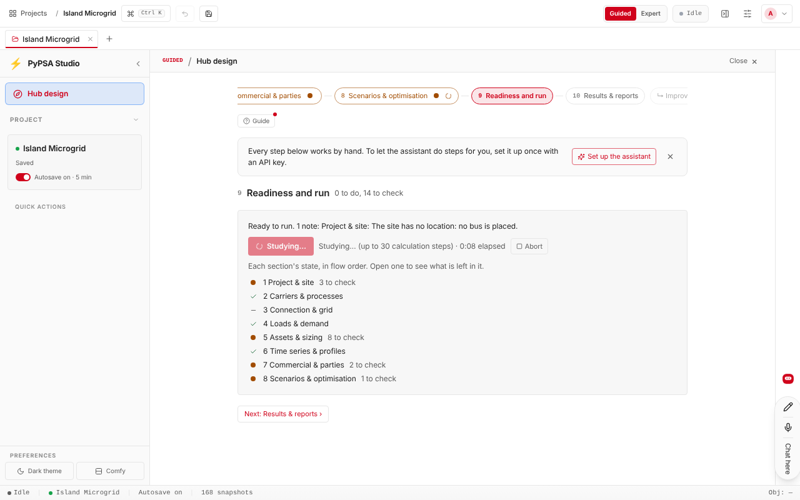 Projects / Island Microgrid Ctrl K Guided Expert Idle A
Island Microgrid
PyPSA Studio
GUIDED / Hub design Close
Hub design
PROJECT
Island Microgrid
Saved
Autosave on · 5 min
QUICK ACTIONS
ommercial & parties 8 Scenarios & optimisation 9 Readiness and run 10 Results & reports Improv
Guide
Every step below works by hand. To let the assistant do steps for you, set it up once with
an API key.
Set up the assistant
9 Readiness and run 0 to do, 14 to check
Ready to run. 1 note: Project & site: The site has no location: no bus is placed.
Studying... Studying... (up to 30 calculation steps) · 0:08 elapsed Abort
Each section's state, in flow order. Open one to see what is left in it.
1 Project & site 3 to check
2 Carriers & processes
3 Connection & grid
4 Loads & demand
5 Assets & sizing 8 to check
6 Time series & profiles
7 Commercial & parties 2 to check
8 Scenarios & optimisation 1 to check
Next: Results & reports ›
Chat here
PREFERENCES
Dark theme Comfy
Idle Island Microgrid Autosave on 168 snapshots Obj: —